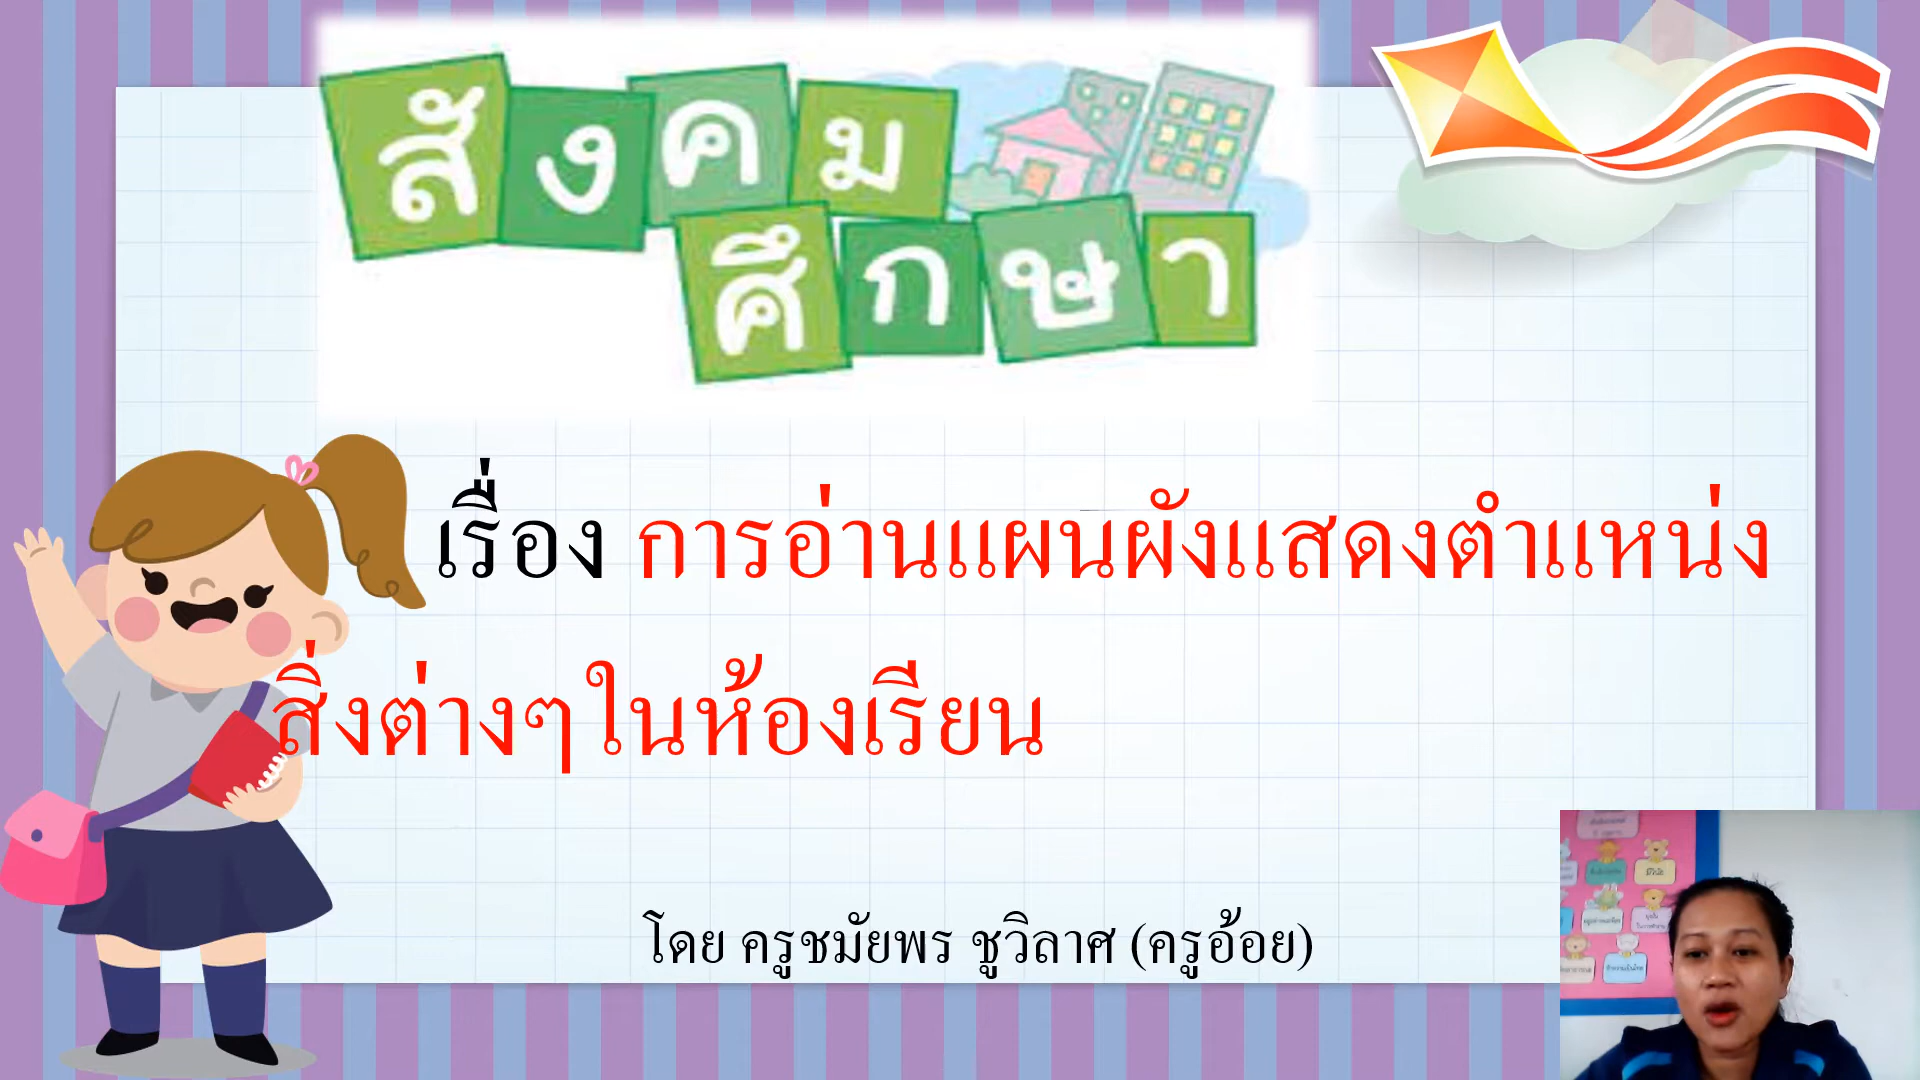 สังคม
ศึกษา
เรื่อง การอ่านแผนผังแสดงตำแหน่ง
สิ่งต่างๆในห้องเรียน
โดย ครูชมัยพร ชูวิลาศ (ครูอ้อย)